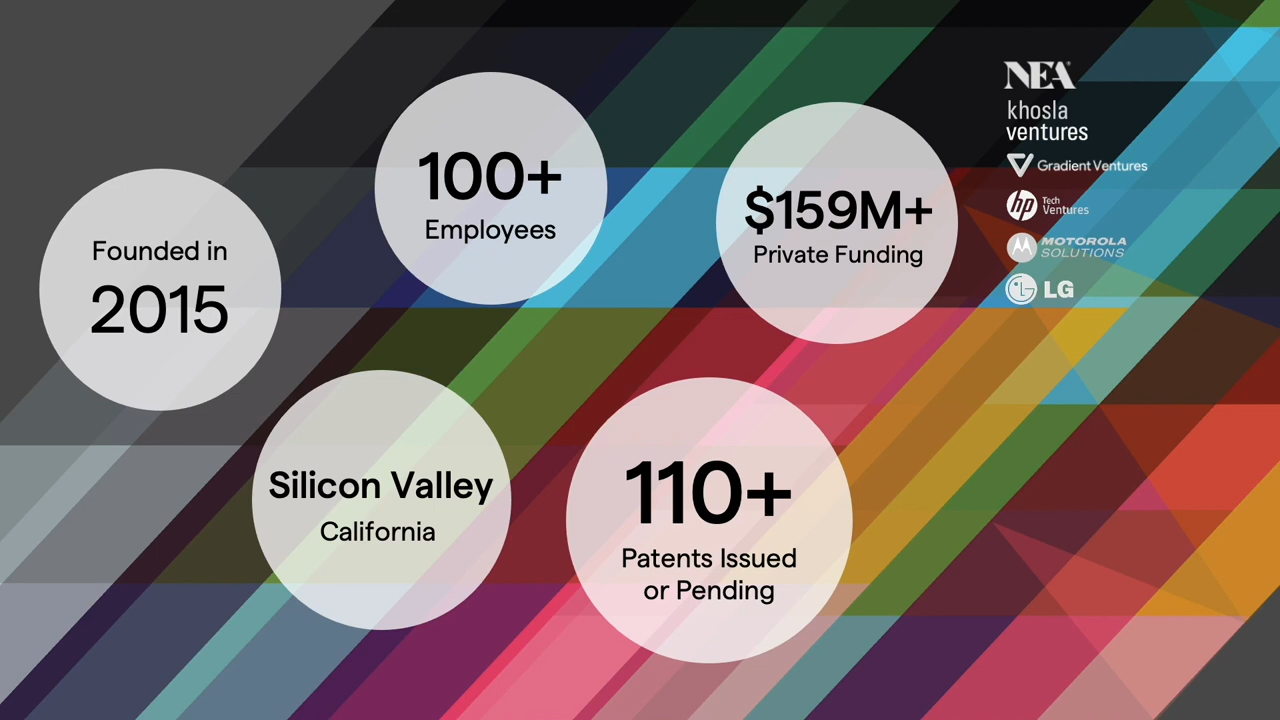 Founded in
2015
100+
Employees
Silicon Valley
California
$159M+
Private Funding
110+
Patents Issued
or Pending
NEA
khosla
ventures
Gradient Ventures
hp Tech
Ventures
MOTOROLA
SOLUTIONS
LG